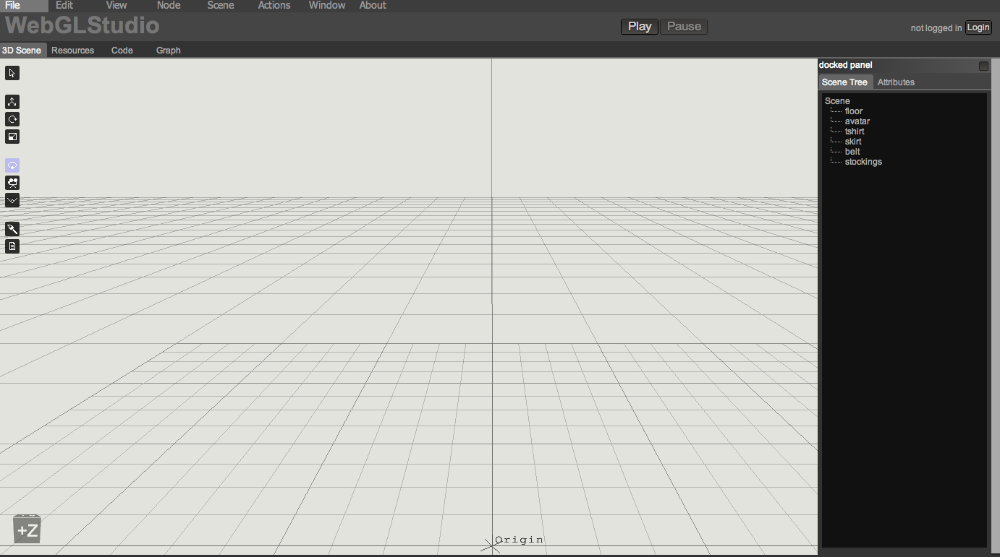 File Edit View Node Scene Actions Window About
WebGLStudio
Play Pause
not logged in Login
3D Scene Resources Code Graph
docked panel
Scene Tree Attributes
Scene
floor
avatar
tshirt
skirt
belt
stockings
+Z
Origin